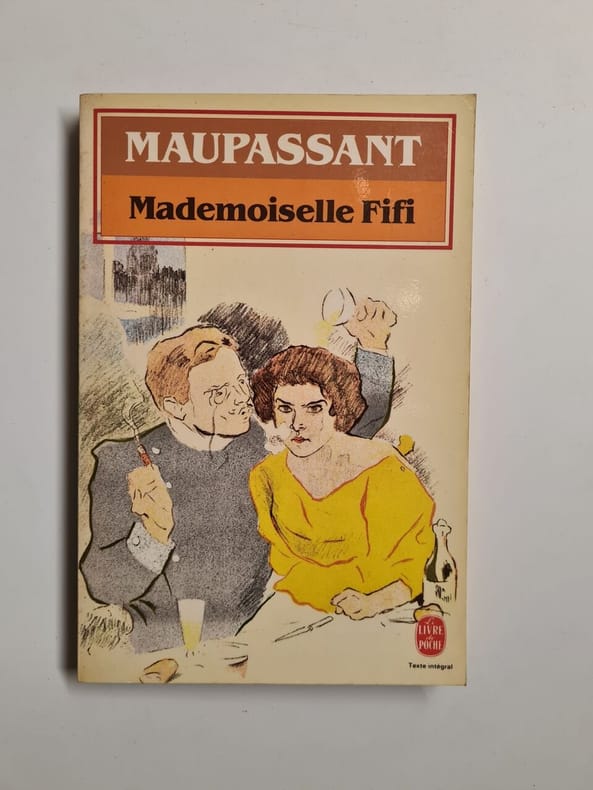 MAUPASSANT
Mademoiselle Fifi
Le
LIVRE
de
POCHE
Texte intégral